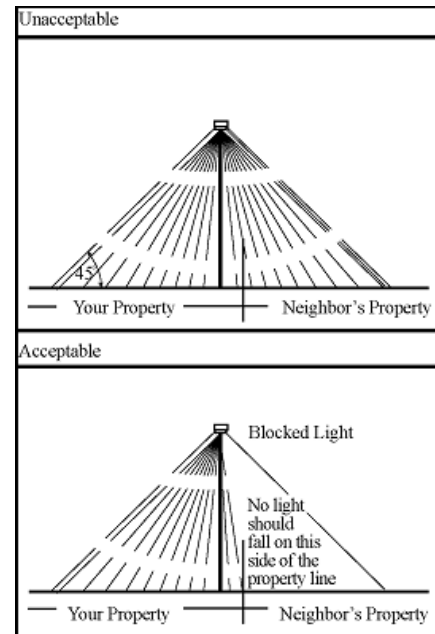 Unacceptable
45
Your Property
Neighbor's Property
Acceptable
Blocked Light
No light
should
fall on this
side of the
property line
Your Property
Neighbor's Property